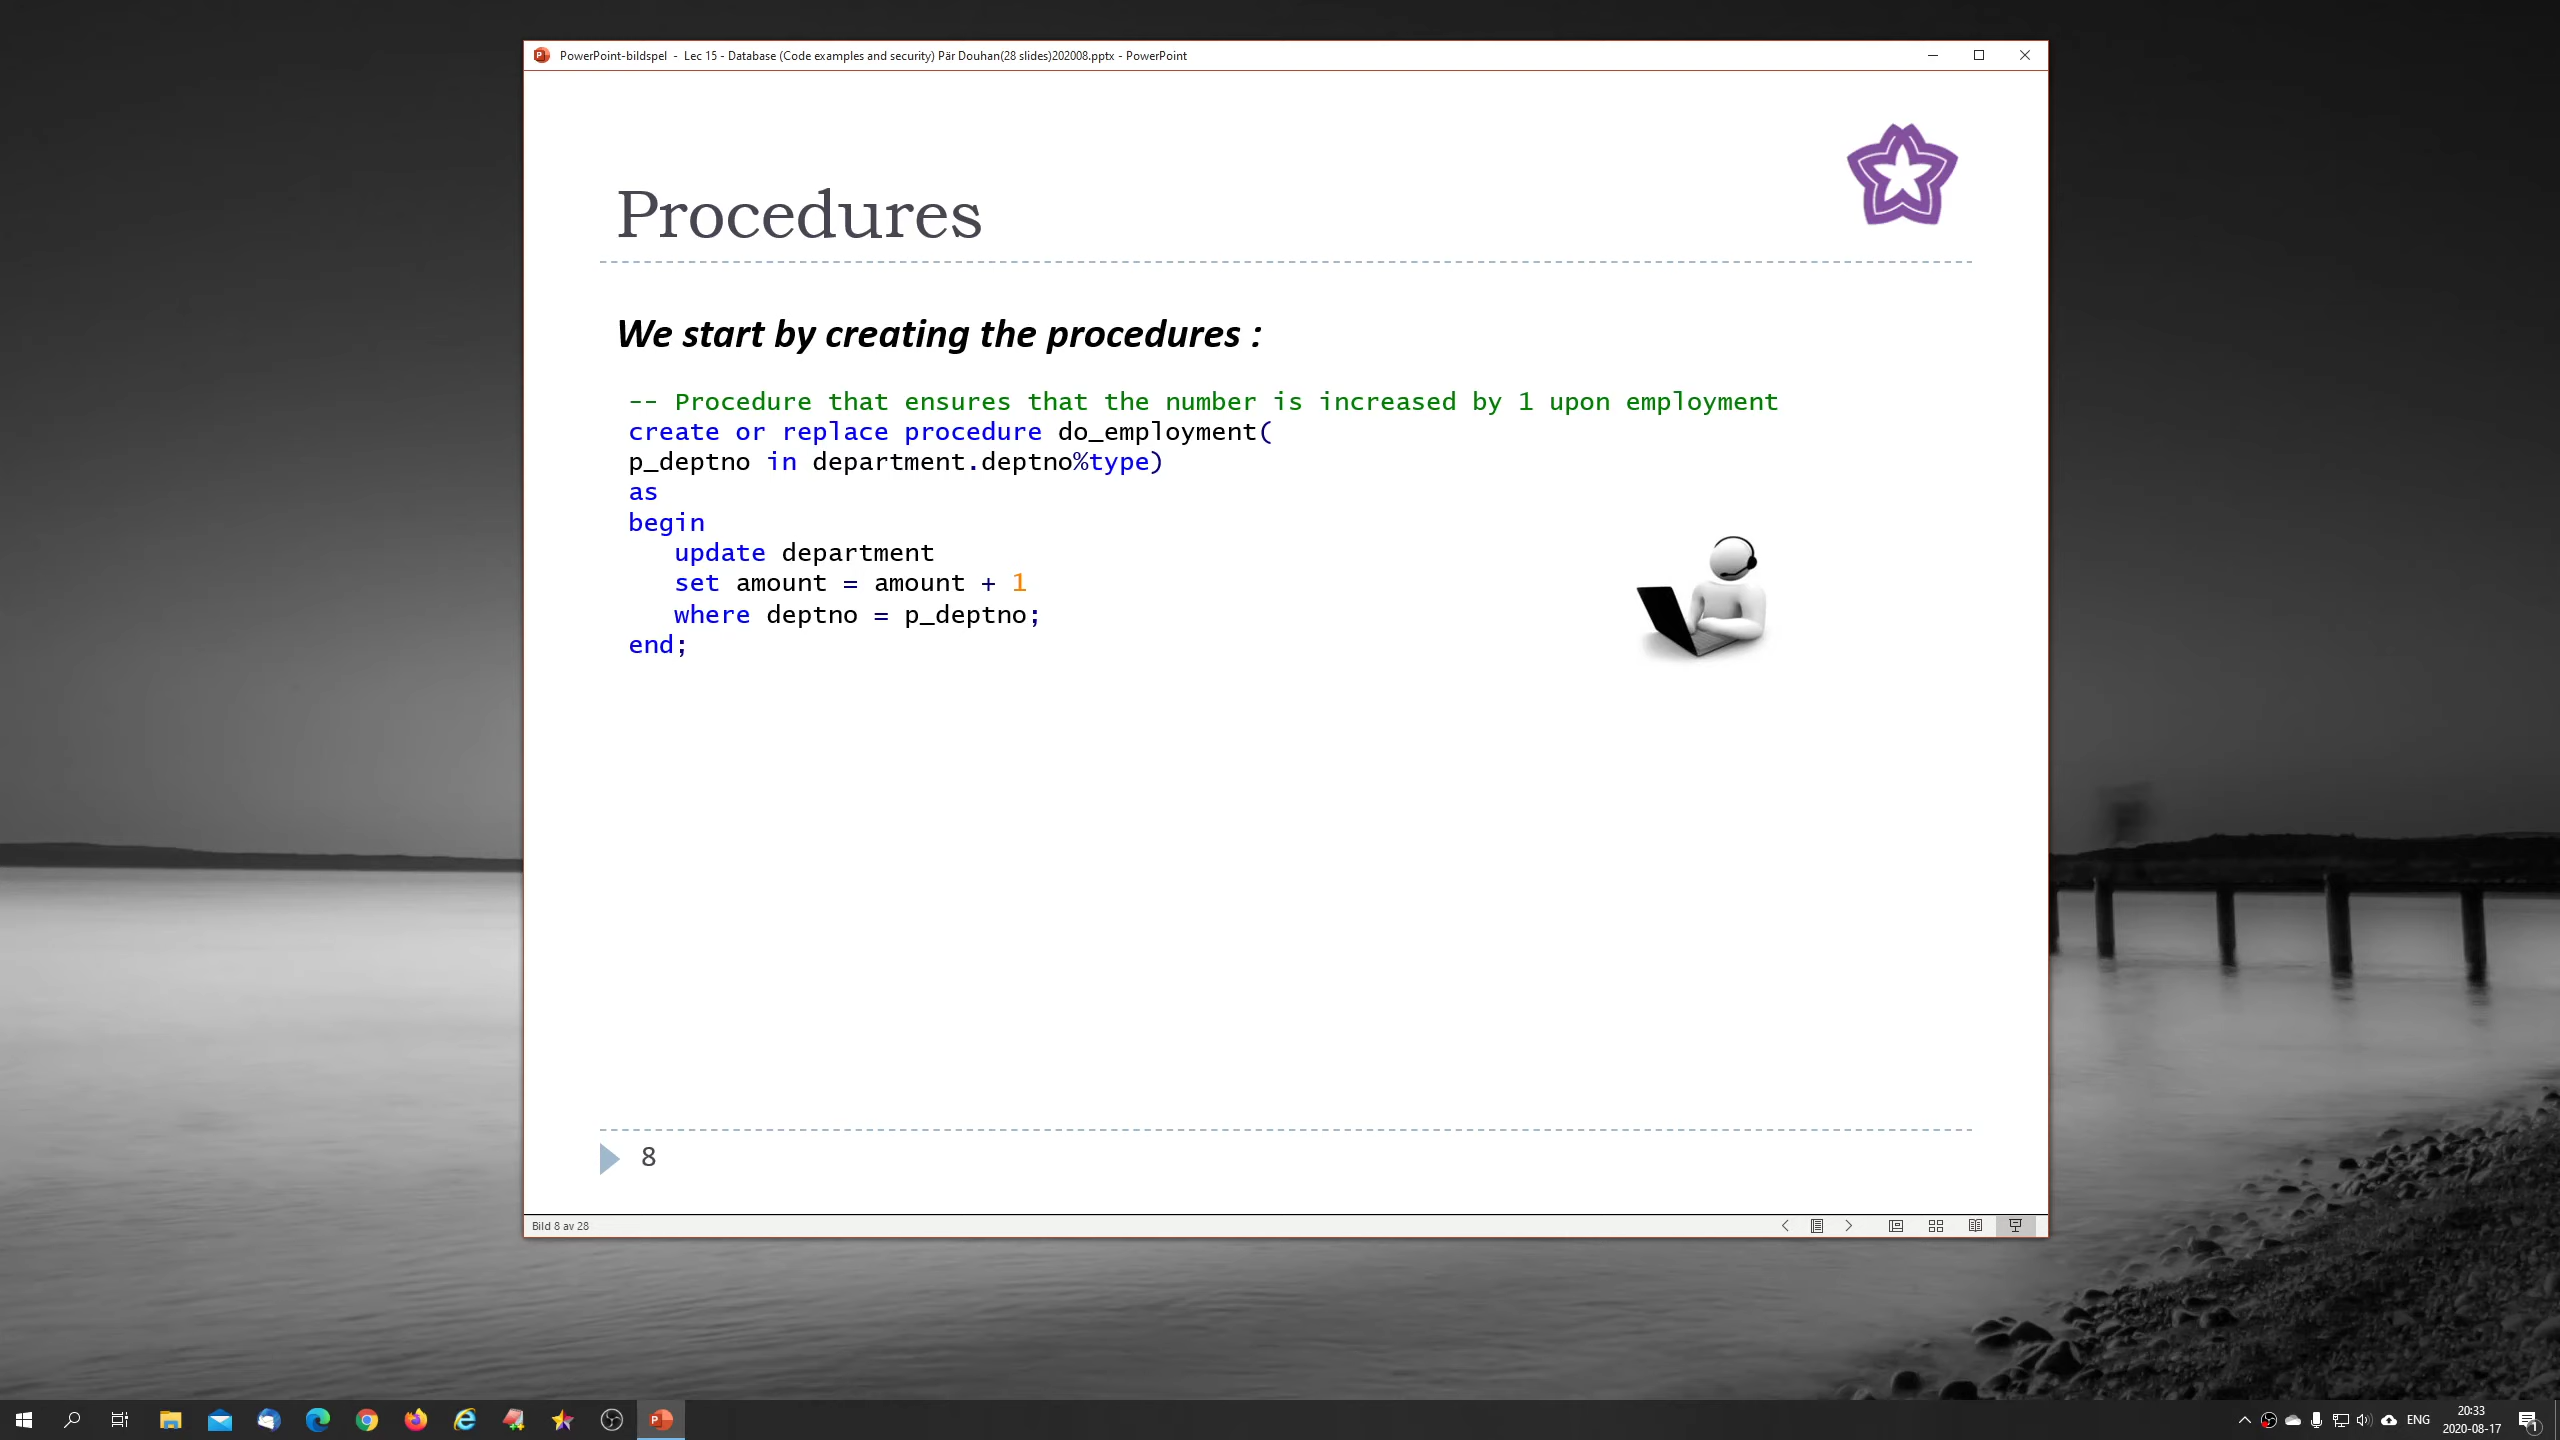 PowerPoint-bildspel - Lec 15 - Database (Code examples and security) Pär Douhan(28 slides)202008.pptx - PowerPoint
Procedures
We start by creating the procedures :
-- Procedure that ensures that the number is increased by 1 upon employment
create or replace procedure do_employment(
p_deptno in department.deptno%type)
as
begin
update department
set amount = amount + 1
where deptno = p_deptno;
end;
8
Bild 8 av 28
ENG
20:33
2020-08-17
1